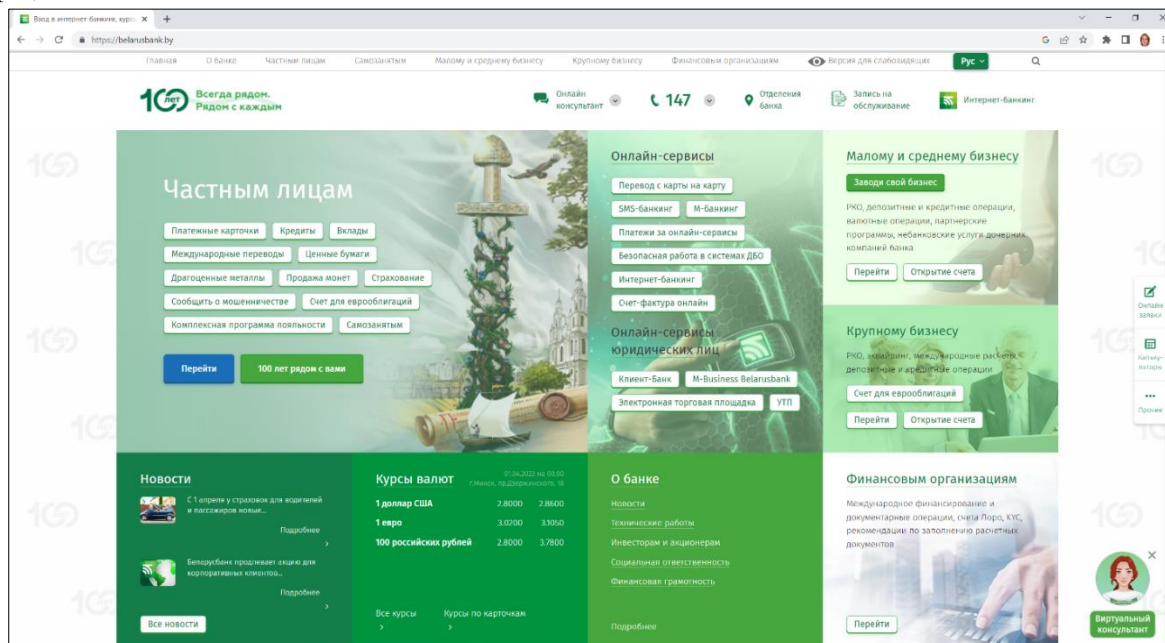 Вход в интернет-банкинг, курсы
https://belarusbank.by
Главная О банке Частным лицам Самозанятым Малому и среднему бизнесу Крупному бизнесу Финансовым организациям Версия для слабовидящих Рус
100 лет Всегда рядом.
Рядом с каждым
Онлайн
консультант
147
Отделения
банка
Запись на
обслуживание
Интернет-банкинг
Частным лицам
Платежные карточки Кредиты Вклады
Международные переводы Ценные бумаги
Драгоценные металлы Продажа монет Страхование
Сообщить о мошенничестве Счет для еврооблигаций
Комплексная программа лояльности Самозанятым
Перейти 100 лет рядом с вами
Онлайн-сервисы
Перевод с карты на карту
SMS-банкинг М-банкинг
Платежи за онлайн-сервисы
Безопасная работа в системах ДБО
Интернет-банкинг
Счет-фактура онлайн
Онлайн-сервисы
юридических лиц
Клиент-Банк M-Business Belarusbank
Электронная торговая площадка УТП
Малому и среднему бизнесу
Заводи свой бизнес
РКО, депозитные и кредитные операции,
валютные операции, партнерские
программы, небанковские услуги дочерних
компаний банка
Перейти Открытие счета
Крупному бизнесу
РКО, эквайринг, международные расчеты,
депозитные и кредитные операции
Счет для еврооблигаций
Перейти Открытие счета
Онлайн
заявки
Кальку-
ляторы
Прочее
Новости
С 1 апреля у страховок для водителей
и пассажиров новые...
Подробнее
Беларусбанк продлевает акцию для
корпоративных клиентов...
Подробнее
Все новости
Курсы валют
г.Минск, пр.Дзержинского, 18
1 доллар США 2.8000 2.8600
1 евро 3.0200 3.1050
100 российских рублей 2.8000 3.7800
Все курсы Курсы по карточкам
О банке
Новости
Технические работы
Инвесторам и акционерам
Социальная ответственность
Финансовая грамотность
Подробнее
Финансовым организациям
Международное финансирование и
документарные операции, счета Лоро, KYC,
рекомендации по заполнению расчетных
документов
Перейти
Виртуальный
консультант